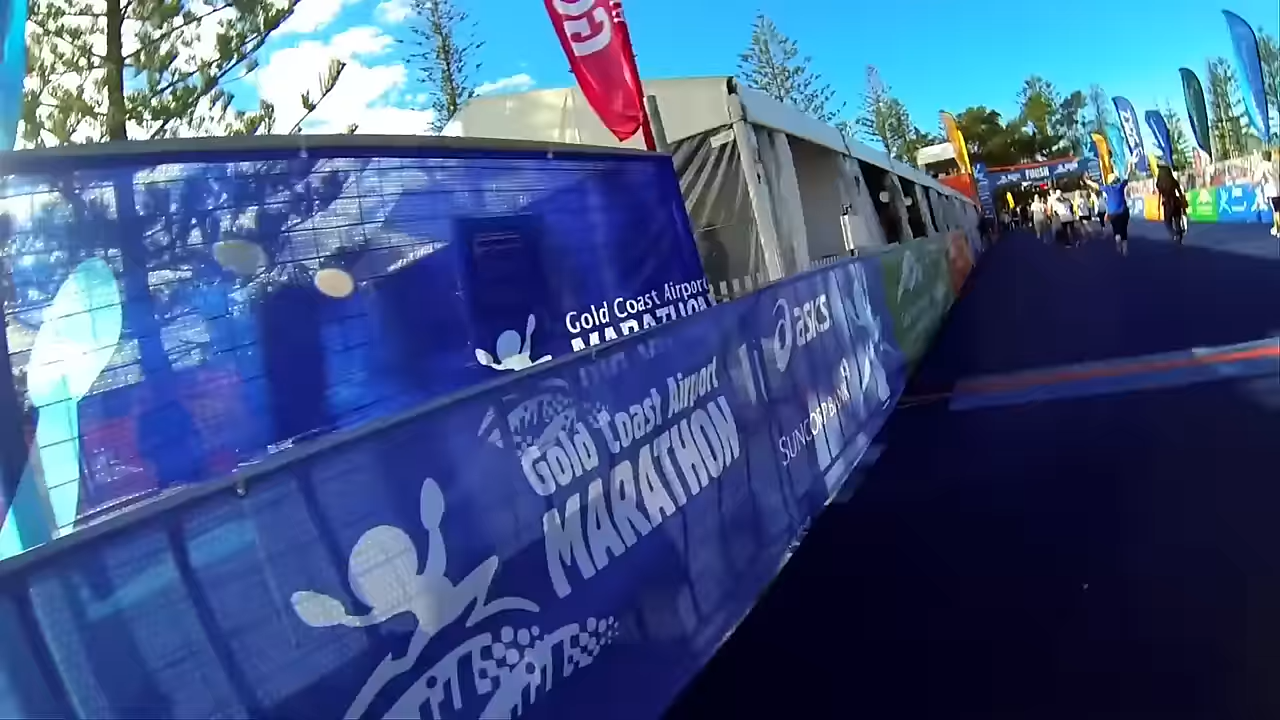 Gold Coast Airport
MARATHON
Gold Coast Airport
MARATHON
asics
SUNCORP BANK
FINISH